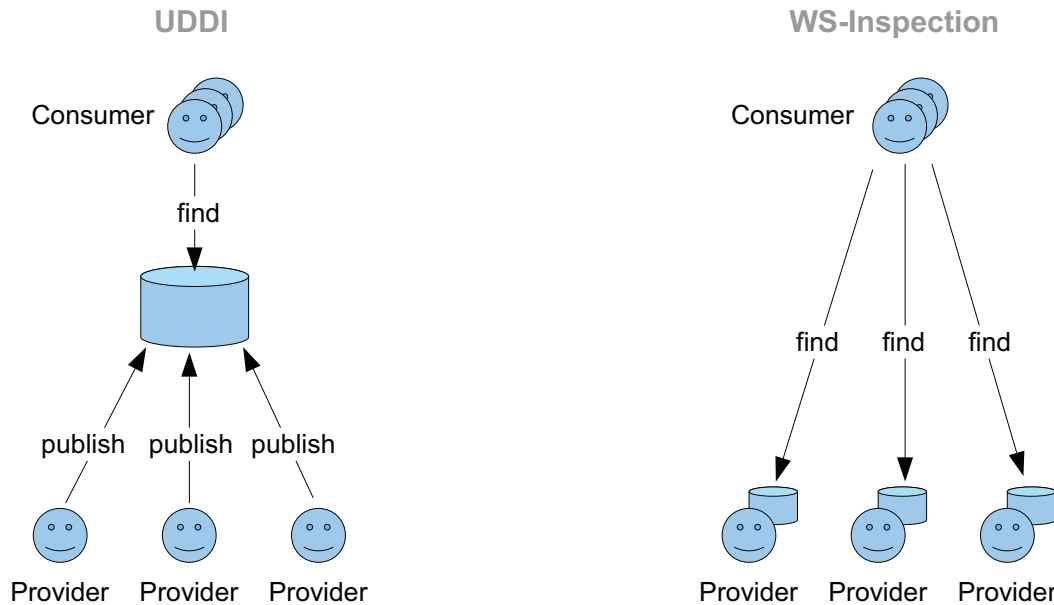 UDDI
WS-Inspection
Consumer
Consumer
find
find find find
publish publish publish
Provider Provider Provider
Provider Provider Provider